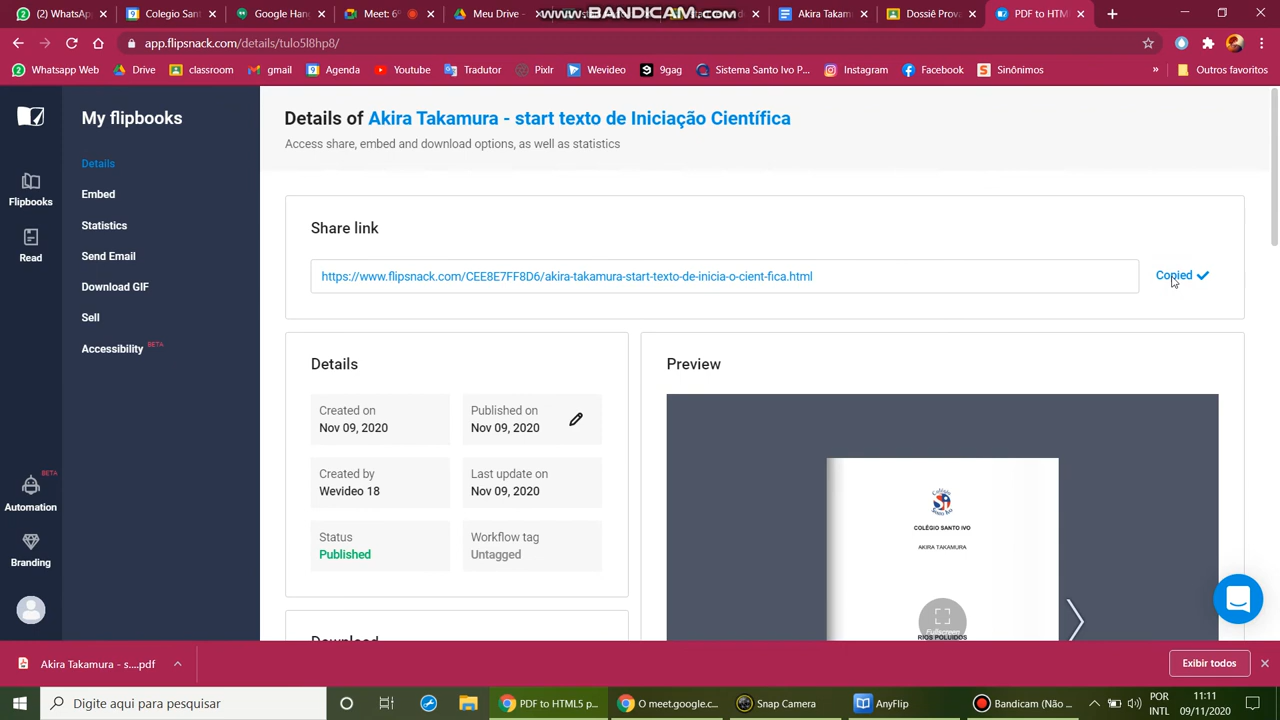 (2) WhatsApp
Colegio Sant
Google Han
Meet: 6º
Meu Drive -
www.BANDICAM.com
Akira Takamu
Dossiê Prova
PDF to HTM
app.flipsnack.com/details/tulo5l8hp8/
Whatsapp Web
Drive
classroom
gmail
Agenda
Youtube
Tradutor
Pixlr
Wevideo
9gag
Sistema Santo Ivo P...
Instagram
Facebook
Sinônimos
»
Outros favoritos
My flipbooks
Details
Embed
Statistics
Send Email
Download GIF
Sell
Accessibility BETA
Flipbooks
Read
BETA
Automation
Branding
Details of Akira Takamura - start texto de Iniciação Científica
Access share, embed and download options, as well as statistics
Share link
https://www.flipsnack.com/CEE8E7FF8D6/akira-takamura-start-texto-de-inicia-o-cient-fica.html
Copied
Details
Created on
Nov 09, 2020
Published on
Nov 09, 2020
Created by
Wevideo 18
Last update on
Nov 09, 2020
Status
Published
Workflow tag
Untagged
Download
Preview
COLÉGIO SANTO IVO
AKIRA TAKAMURA
Fullscreen
RIOS POLUÍDOS
Akira Takamura - s....pdf
Exibir todos
Digite aqui para pesquisar
PDF to HTML5 p...
O meet.google.c...
Snap Camera
AnyFlip
Bandicam (Não ...
POR
INTL
11:11
09/11/2020